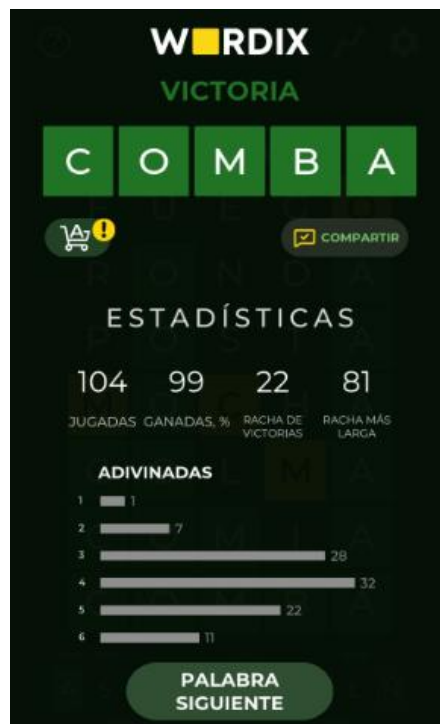 W RDIX
VICTORIA
C O M B A
A !
COMPARTIR
ESTADÍSTICAS
104 99 22 81
JUGADAS GANADAS, % RACHA DE VICTORIAS RACHA MÁS LARGA
ADIVINADAS
1 1
2 7
3 28
4 32
5 22
6 11
PALABRA
SIGUIENTE